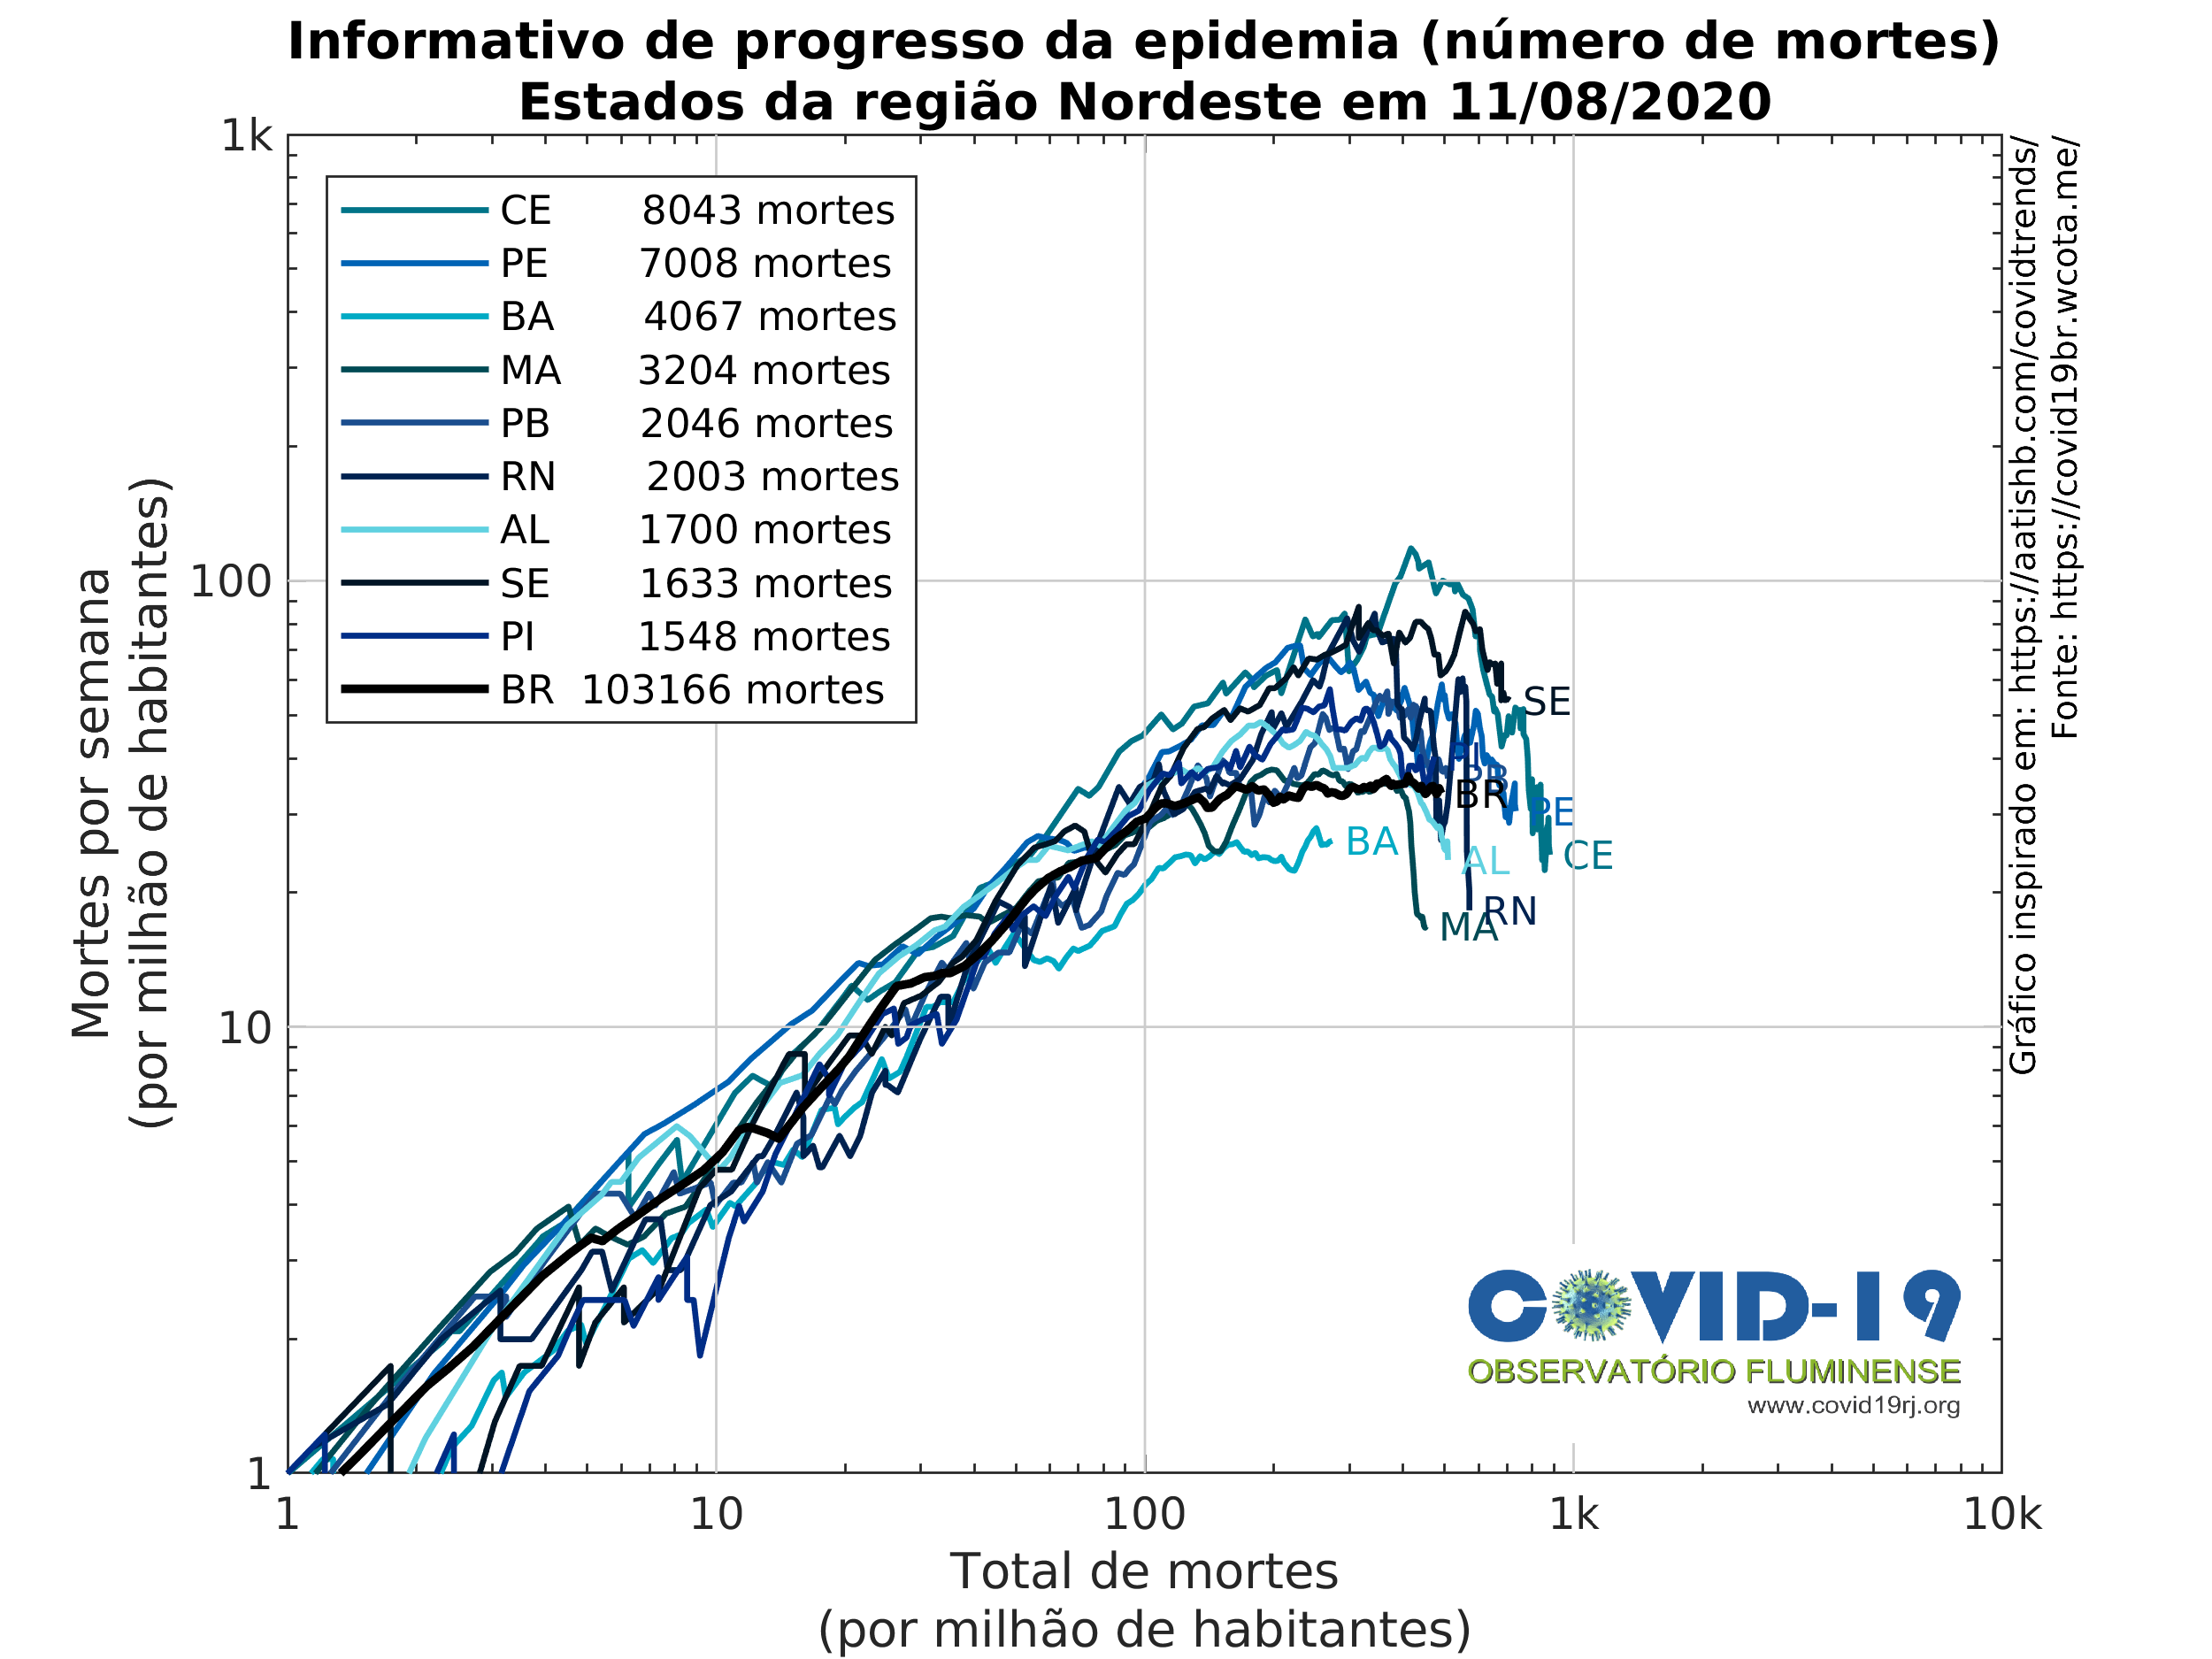 Informativo de progresso da epidemia (número de mortes)
Estados da região Nordeste em 11/08/2020
1k
100
10
1
Mortes por semana
(por milhão de habitantes)
CE 8043 mortes
PE 7008 mortes
BA 4067 mortes
MA 3204 mortes
PB 2046 mortes
RN 2003 mortes
AL 1700 mortes
SE 1633 mortes
PI 1548 mortes
BR 103166 mortes
SE
PI
PB
BR
PE
BA
CE
AL
RN
MA
Gráfico inspirado em: https://aatishb.com/covidtrends/
Fonte: https://covid19br.wcota.me/
COVID-19
OBSERVATÓRIO FLUMINENSE
www.covid19rj.org
1
10
100
1k
10k
Total de mortes
(por milhão de habitantes)